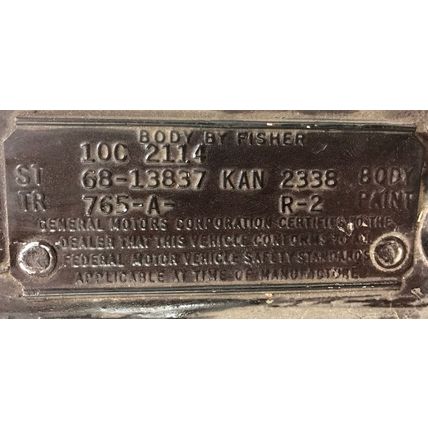 BODY BY FISHER
10C 2114
ST 68-13837 KAN 2338 BODY
TR 765-A- R-2 PAINT
GENERAL MOTORS CORPORATION CERTIFIES TO THE
DEALER THAT THIS VEHICLE CONFORMS TO ALL
FEDERAL MOTOR VEHICLE SAFETY STANDARDS
APPLICABLE AT TIME OF MANUFACTURE